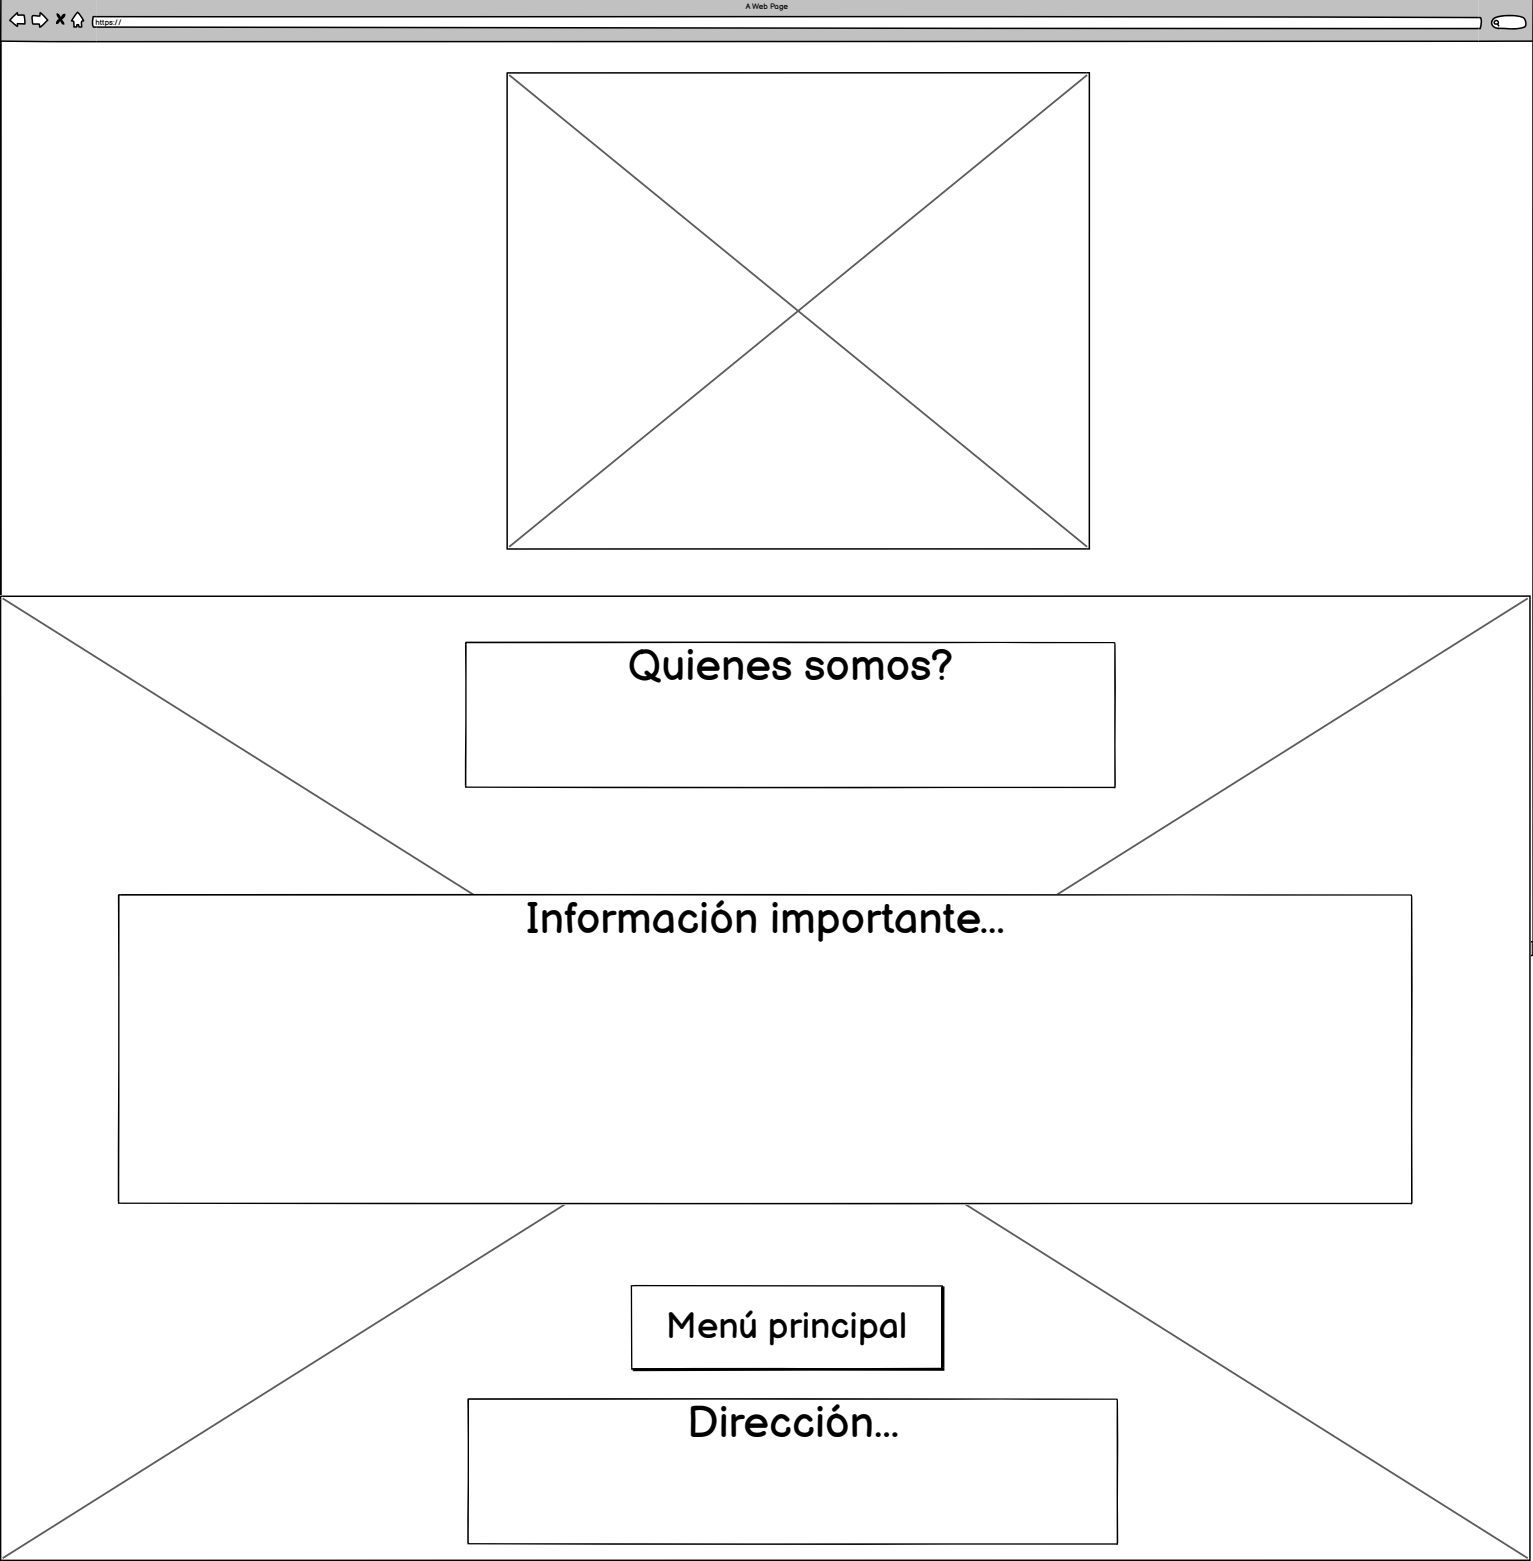 A Web Page
https://
Quienes somos?
Información importante...
Menú principal
Dirección...